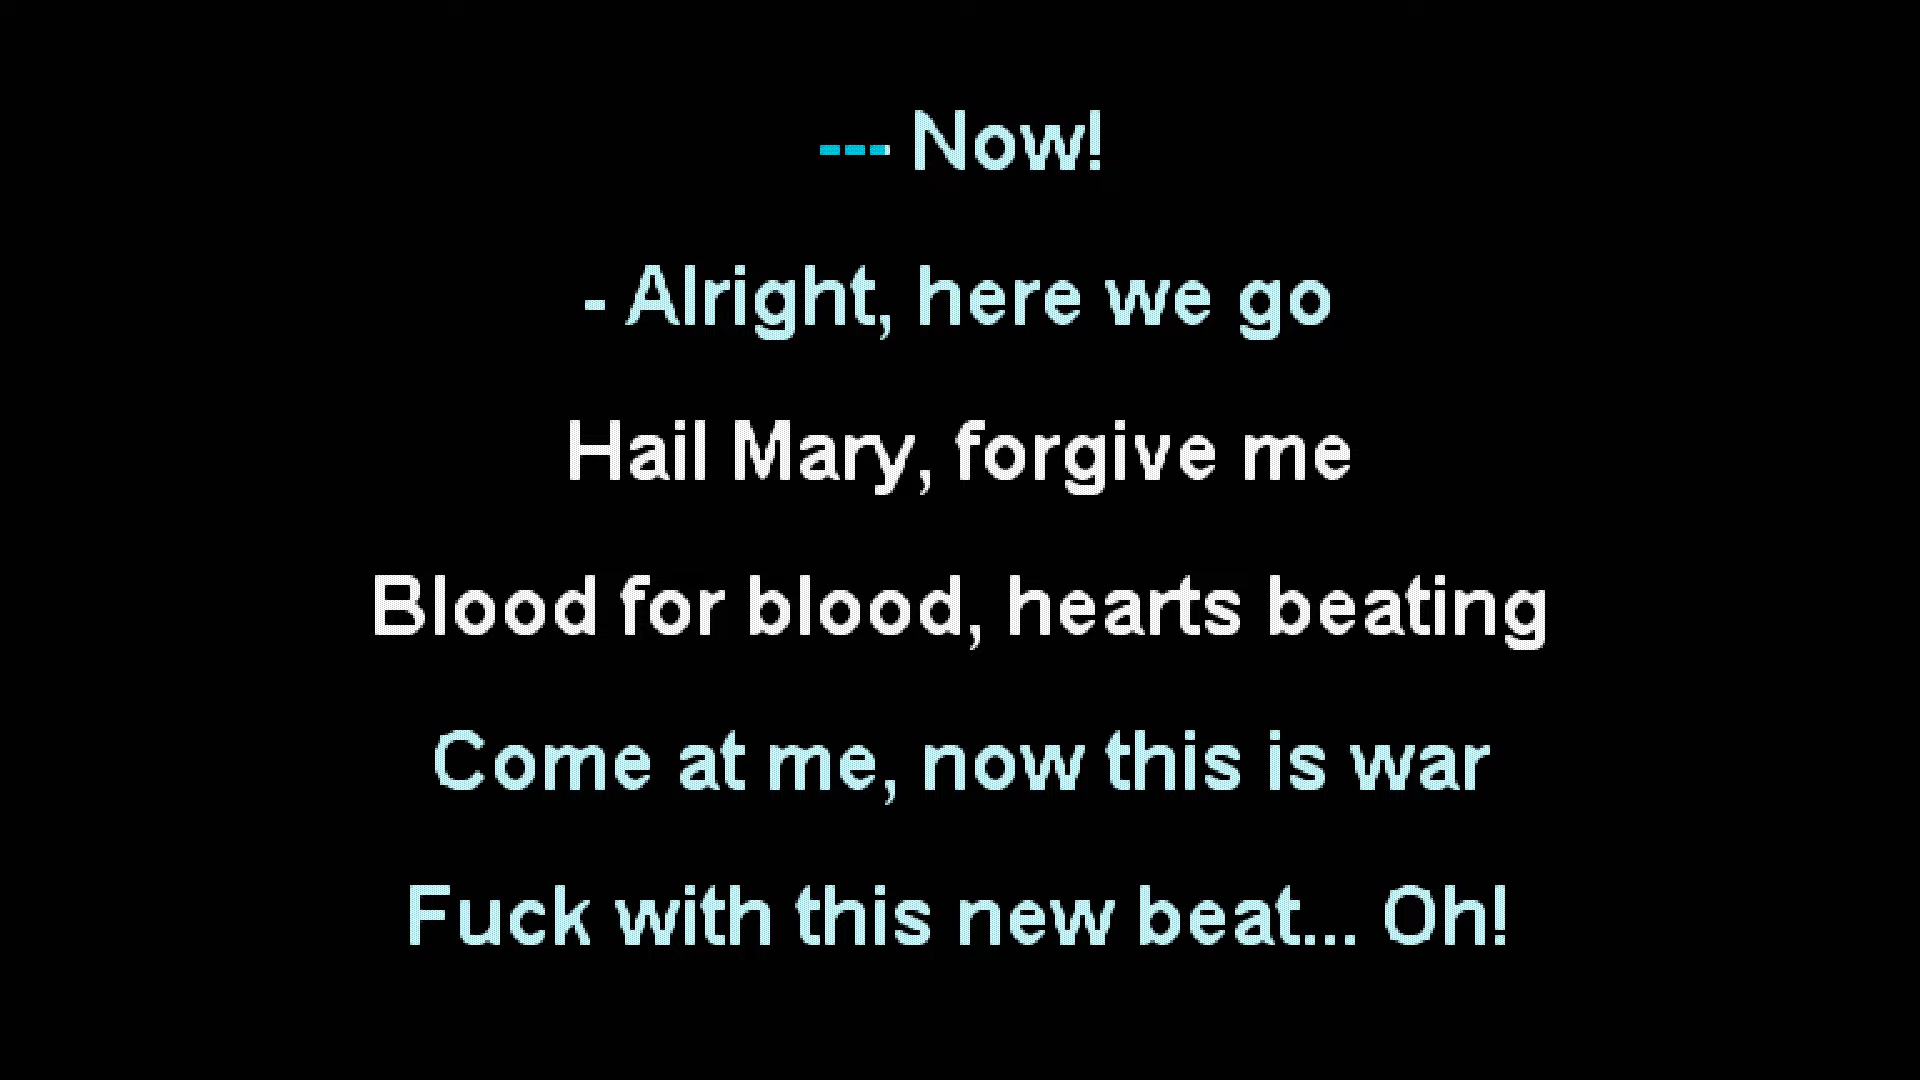 --- Now!
- Alright, here we go
Hail Mary, forgive me
Blood for blood, hearts beating
Come at me, now this is war
Fuck with this new beat... Oh!